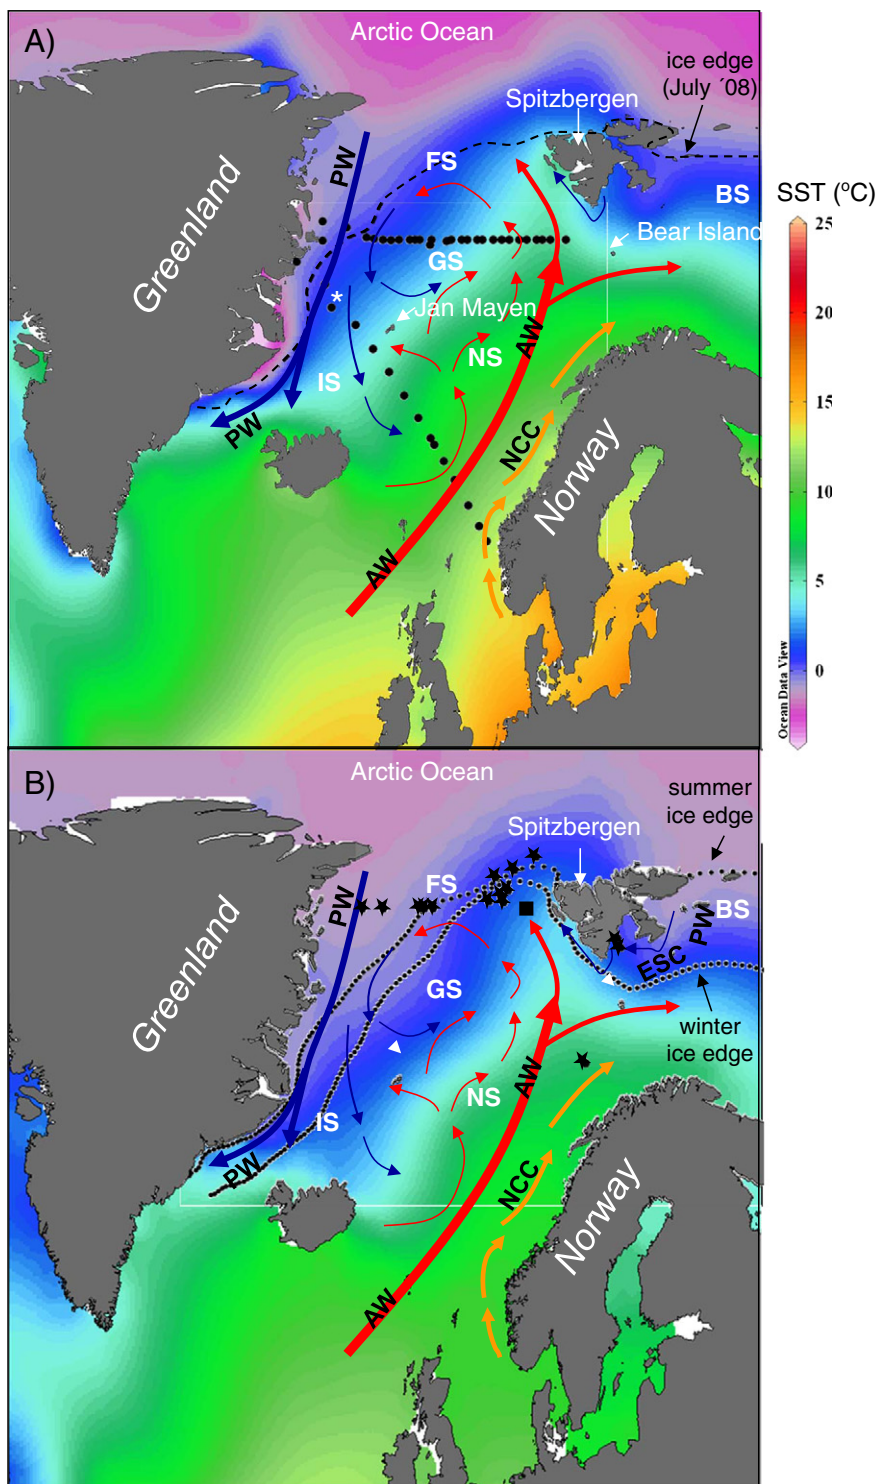 A)
Arctic Ocean
ice edge
(July ´08)
Spitzbergen
PW
FS
BS
SST (ºC)
Greenland
Bear Island
GS
*
Jan Mayen
AW
NS
IS
PW
NCC
Norway
AW
25
20
15
10
5
0
Ocean Data View
B)
Arctic Ocean
summer
ice edge
Spitzbergen
PW
FS
BS
PW
ESC
Greenland
GS
winter
ice edge
AW
NS
IS
PW
NCC
Norway
AW